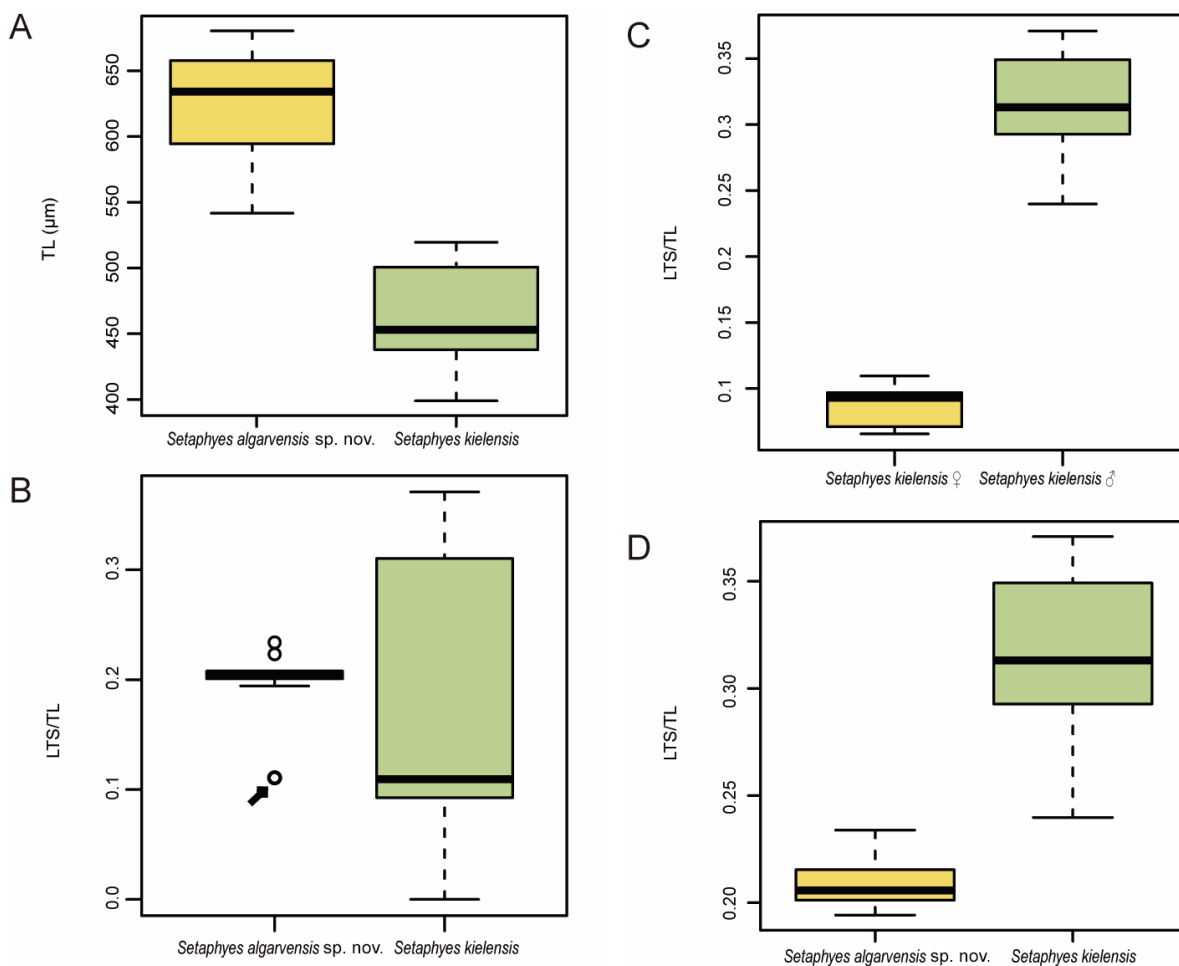 A
TL (µm)
650
600
550
500
450
400
Setaphyes algarvensis sp. nov. Setaphyes kielensis
B
LTS/TL
0.3
0.2
0.1
0.0
Setaphyes algarvensis sp. nov. Setaphyes kielensis
C
LTS/TL
0.35
0.3
0.25
0.2
0.15
0.1
Setaphyes kielensis ♀ Setaphyes kielensis ♂
D
LTS/TL
0.35
0.30
0.25
0.20
Setaphyes algarvensis sp. nov. Setaphyes kielensis